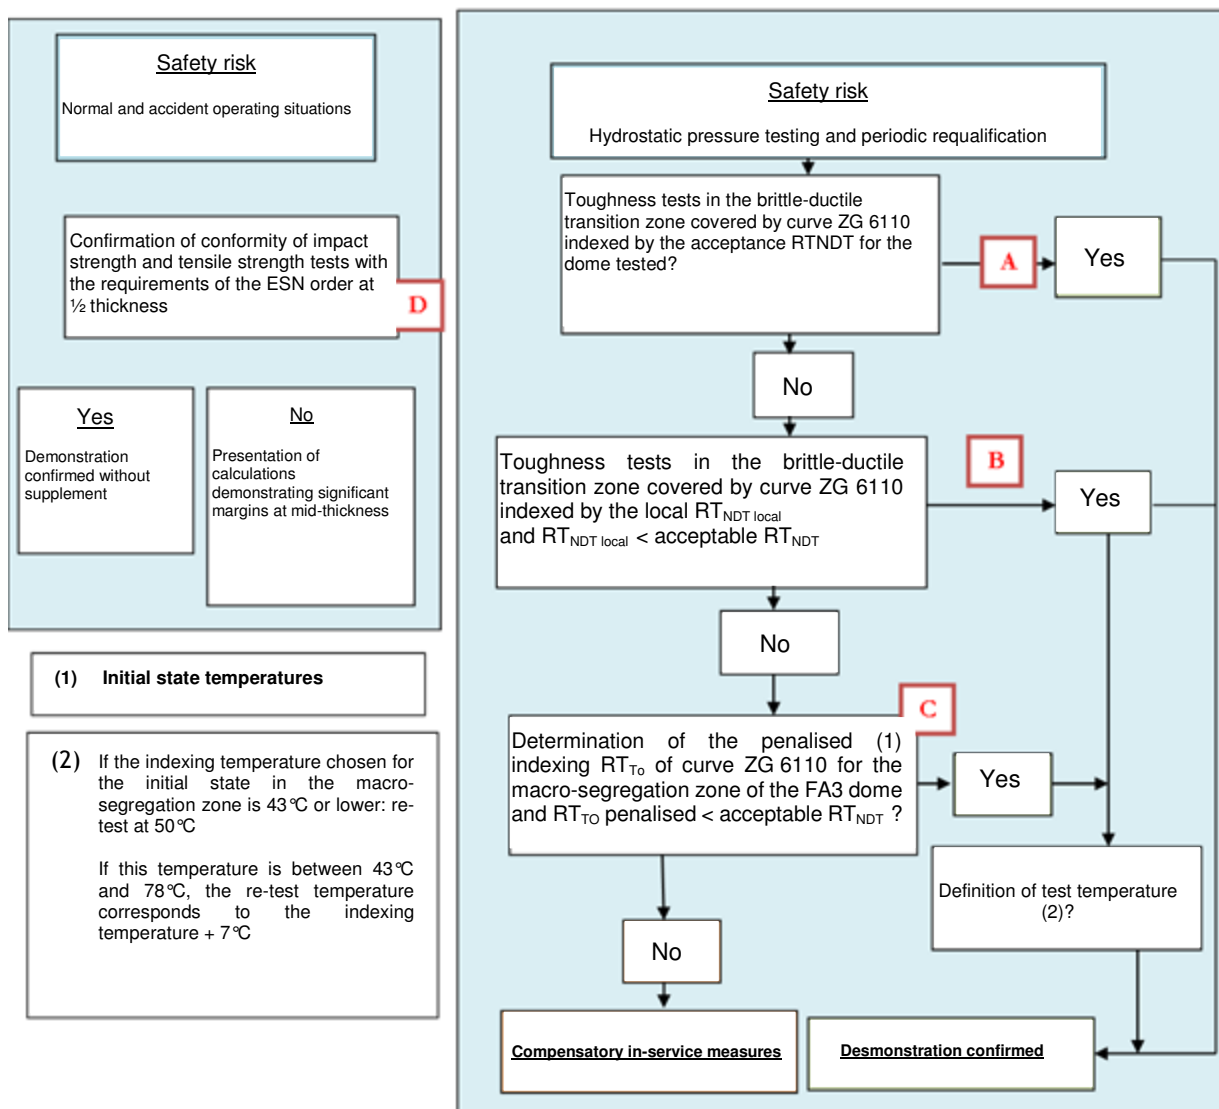 Safety risk
Normal and accident operating situations
Confirmation of conformity of impact
strength and tensile strength tests with
the requirements of the ESN order at
½ thickness
D
Yes
Demonstration
confirmed without
supplement
No
Presentation of
calculations
demonstrating significant
margins at mid-thickness
(1) Initial state temperatures
(2) If the indexing temperature chosen for
the initial state in the macro-
segregation zone is 43°C or lower: re-
test at 50°C
If this temperature is between 43°C
and 78°C, the re-test temperature
corresponds to the indexing
temperature + 7°C
Safety risk
Hydrostatic pressure testing and periodic requalification
Toughness tests in the brittle-ductile
transition zone covered by curve ZG 6110
indexed by the acceptance RTNDT for the
dome tested?
A
Yes
No
Toughness tests in the brittle-ductile
transition zone covered by curve ZG 6110
indexed by the local RTNDT local
and RTNDT local < acceptable RTNDT
B
Yes
No
C
Determination of the penalised (1)
indexing RTTo of curve ZG 6110 for the
macro-segregation zone of the FA3 dome
and RTTO penalised < acceptable RTNDT ?
Yes
Definition of test temperature
(2)?
No
Compensatory in-service measures
Desmonstration confirmed